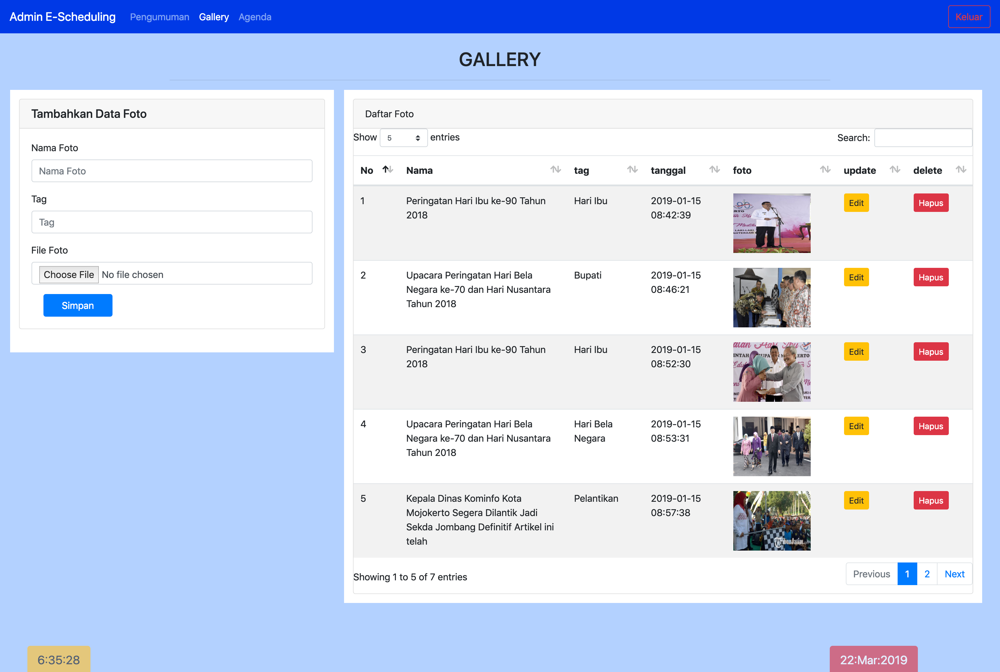 Admin E-Scheduling Pengumuman Gallery Agenda Keluar
GALLERY
Tambahkan Data Foto
Nama Foto
Nama Foto
Tag
Tag
File Foto
Choose File No file chosen
Simpan
Daftar Foto
Show 5 entries Search:
No Nama tag tanggal foto update delete
1 Peringatan Hari Ibu ke-90 Tahun Hari Ibu 2019-01-15 Edit Hapus
2018 08:42:39
90
LAKI-LAKI
2 Upacara Peringatan Hari Bela Bupati 2019-01-15 Edit Hapus
Negara ke-70 dan Hari Nusantara 08:46:21
Tahun 2018
3 Peringatan Hari Ibu ke-90 Tahun Hari Ibu 2019-01-15 Edit Hapus
2018 08:52:30
Hari Ibu
4 Upacara Peringatan Hari Bela Hari Bela 2019-01-15 Edit Hapus
Negara ke-70 dan Hari Nusantara Negara 08:53:31
Tahun 2018
5 Kepala Dinas Kominfo Kota Pelantikan 2019-01-15 Edit Hapus
Mojokerto Segera Dilantik Jadi 08:57:38
Sekda Jombang Definitif Artikel ini
telah
TribunJatim.com
Showing 1 to 5 of 7 entries Previous 1 2 Next
6:35:28 22:Mar:2019